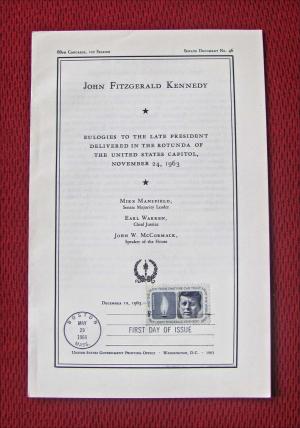 88th Congress, 1st Session Senate Document No. 46
John Fitzgerald Kennedy
EULOGIES TO THE LATE PRESIDENT
DELIVERED IN THE ROTUNDA OF
THE UNITED STATES CAPITOL,
NOVEMBER 24, 1963
Mike Mansfield,
Senate Majority Leader
Earl Warren,
Chief Justice
John W. McCormack,
Speaker of the House
December 12, 1963
BOSTON
MAY
29
MASS.
FIRST DAY OF ISSUE
JOHN FITZGERALD KENNEDY
United States Government Printing Office • Washington, D.C. • 1963